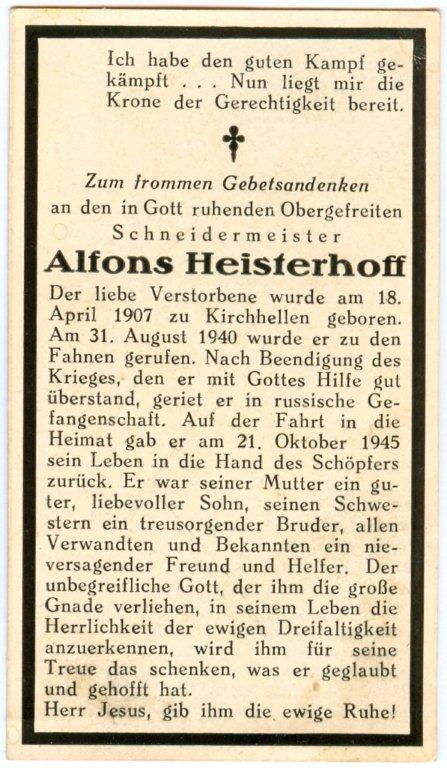 Ich habe den guten Kampf ge-
kämpft . . . Nun liegt mir die
Krone der Gerechtigkeit bereit.
Zum frommen Gebetsandenken
an den in Gott ruhenden Obergefreiten
Schneidermeister
Alfons Heisterhoff
Der liebe Verstorbene wurde am 18.
April 1907 zu Kirchhellen geboren.
Am 31. August 1940 wurde er zu den
Fahnen gerufen. Nach Beendigung des
Krieges, den er mit Gottes Hilfe gut
überstand, geriet er in russische Ge-
fangenschaft. Auf der Fahrt in die
Heimat gab er am 21. Oktober 1945
sein Leben in die Hand des Schöpfers
zurück. Er war seiner Mutter ein gu-
ter, liebevoller Sohn, seinen Schwe-
stern ein treusorgender Bruder, allen
Verwandten und Bekannten ein nie-
versagender Freund und Helfer. Der
unbegreifliche Gott, der ihm die große
Gnade verliehen, in seinem Leben die
Herrlichkeit der ewigen Dreifaltigkeit
anzuerkennen, wird ihm für seine
Treue das schenken, was er geglaubt
und gehofft hat.
Herr Jesus, gib ihm die ewige Ruhe!